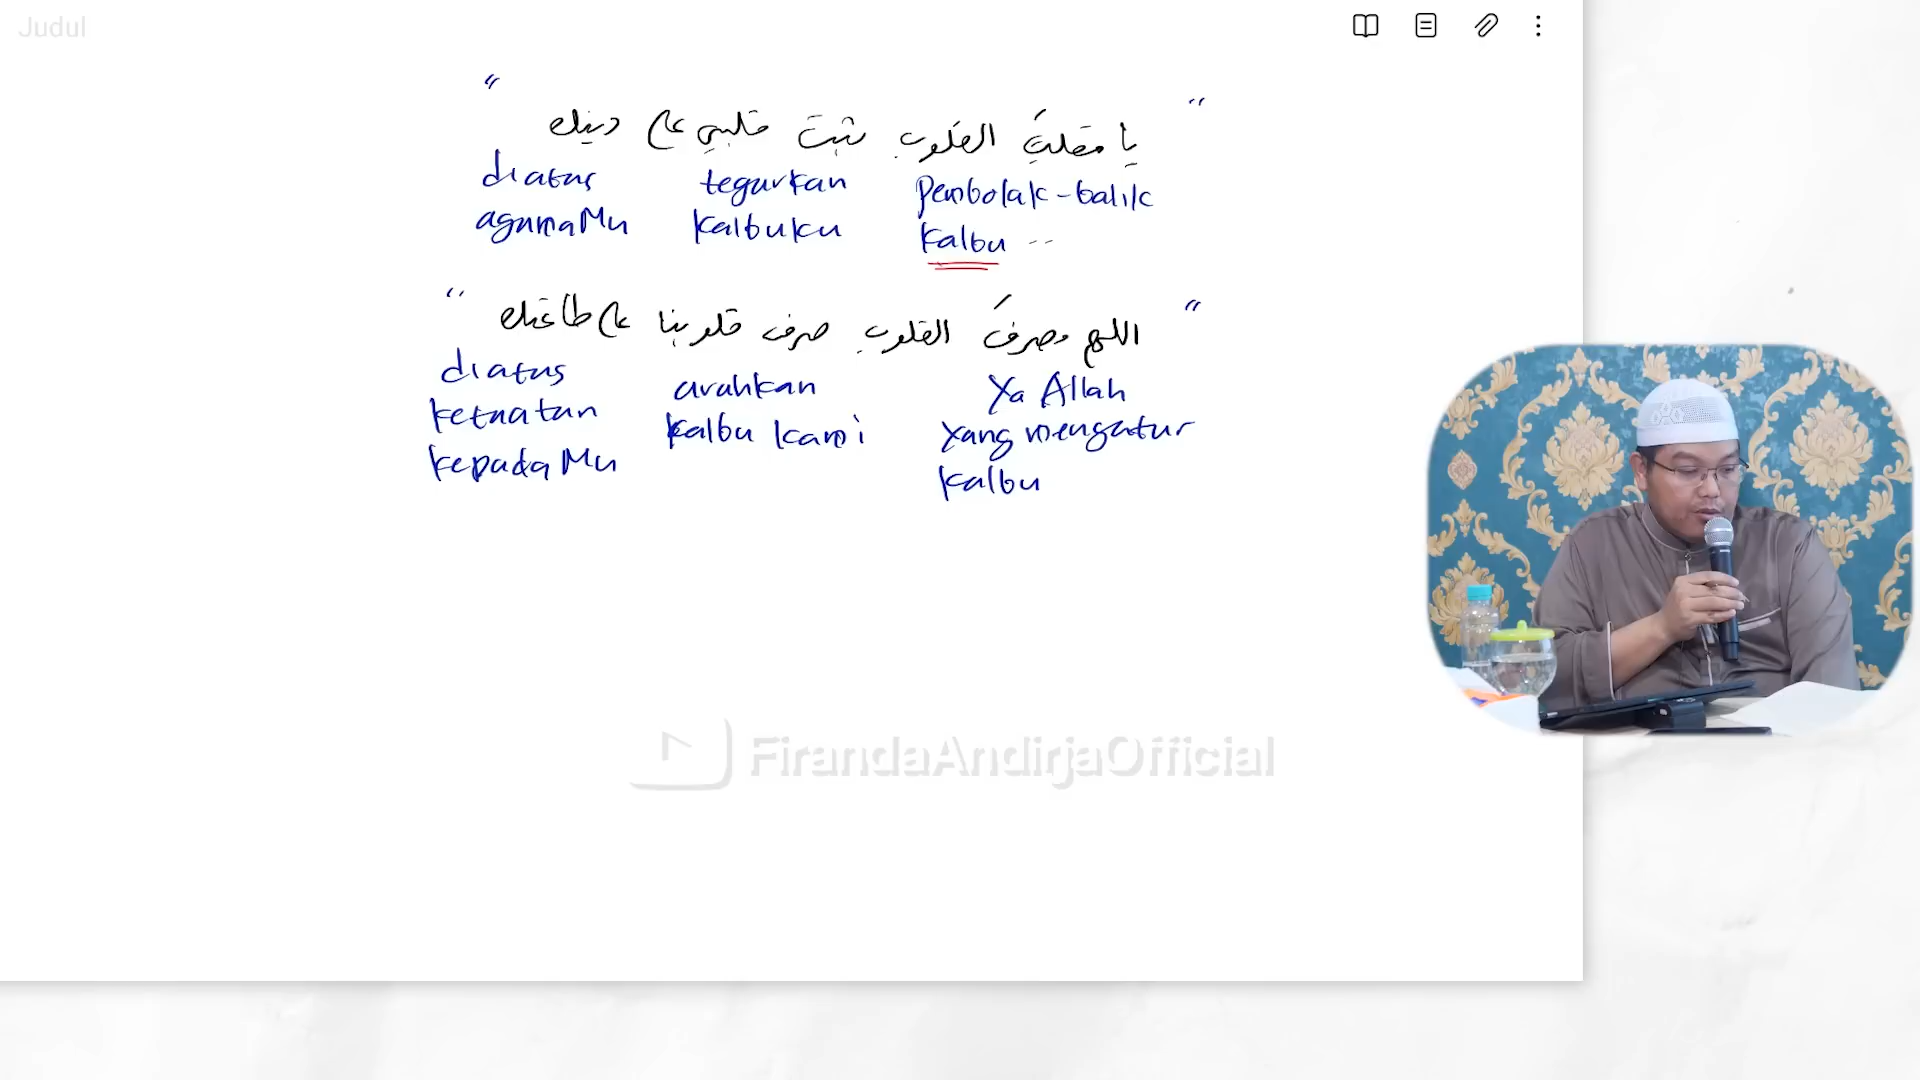 Judul
" يا مقلبَ القلوب ثبت قلبي على دينك "
Pembolak-balik tegurkan diatas
kalbu -- kalbuku agamaMu
" اللهم مصرفَ القلوب صرف قلوبنا على طاعتك "
Ya Allah arahkan diatas
yang mengatur kalbu kami ketaatan
kalbu kepadaMu
FirandaAndirjaOfficial